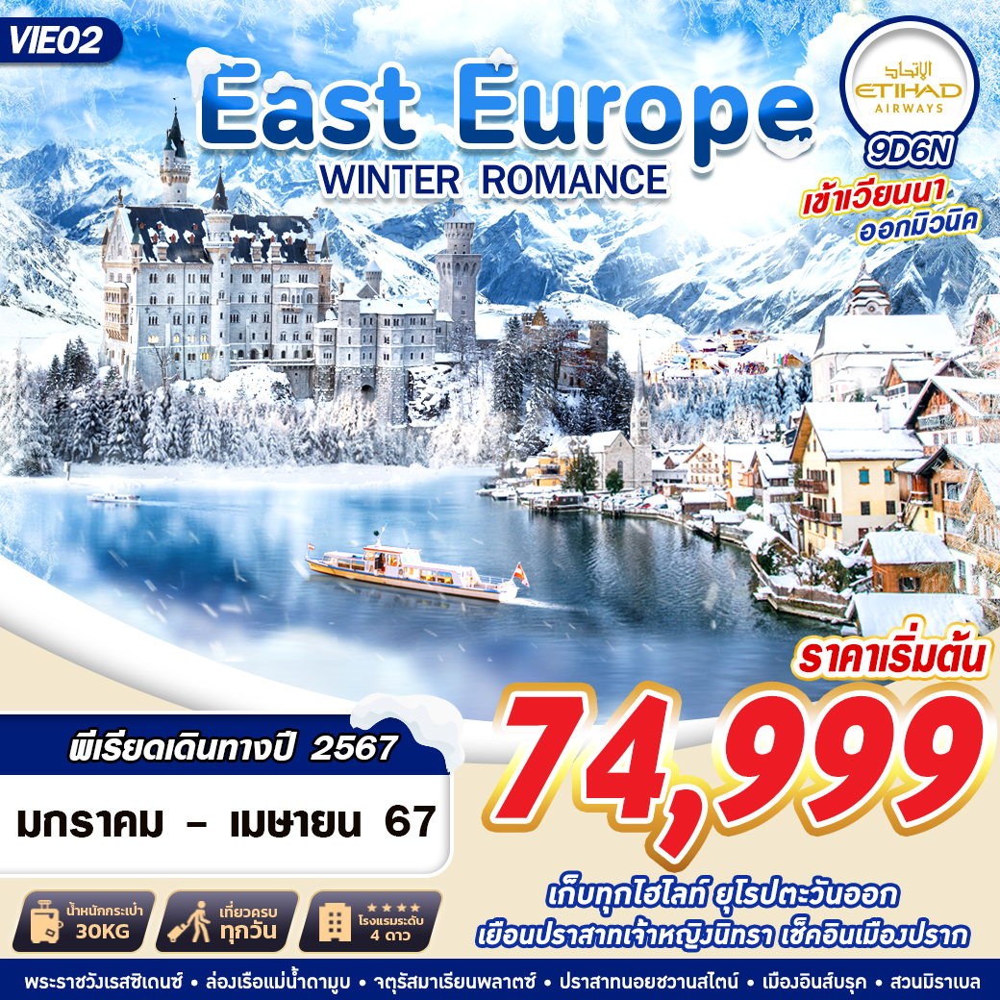 VIE02
East Europe
WINTER ROMANCE
الإتحاد
ETIHAD
AIRWAYS
9D6N
เข้าเวียนนา
ออกมิวนิค
ราคาเริ่มต้น
74,999
พีเรียดเดินทางปี 2567
มกราคม - เมษายน 67
น้ำหนักกระเป๋า
30KG
เที่ยวครบ
ทุกวัน
โรงแรมระดับ
4 ดาว
เก็บทุกไฮไลท์ ยุโรปตะวันออก
เยือนปราสาทเจ้าหญิงนิทรา เช็คอินเมืองปราก
พระราชวังเรสซิเดนซ์ • ล่องเรือแม่น้ำดามูบ • จตุรัสมาเรียนพลาตซ์ • ปราสาทนอยชวานสไตน์ • เมืองอินส์บรุค • สวนมิราเบล